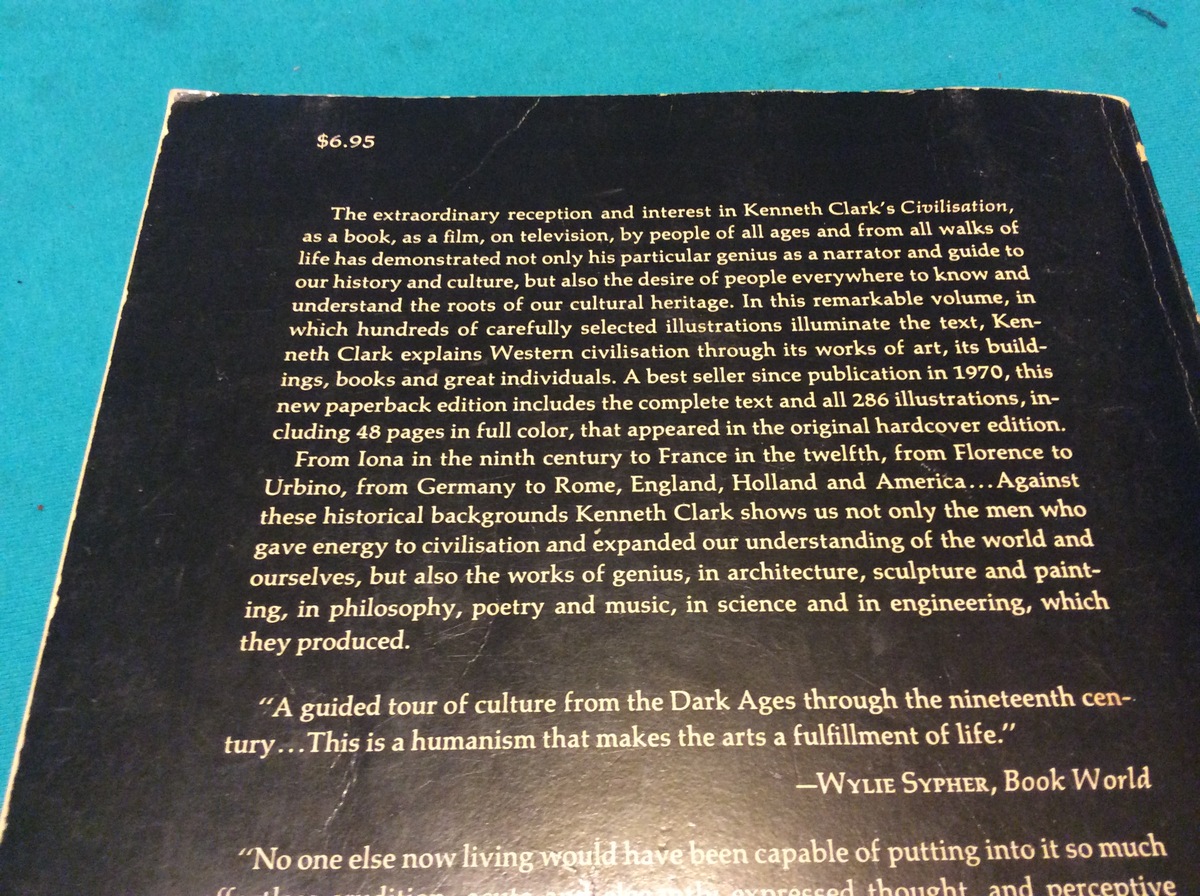 $6.95
The extraordinary reception and interest in Kenneth Clark's Civilisation,
as a book, as a film, on television, by people of all ages and from all walks of
life has demonstrated not only his particular genius as a narrator and guide to
our history and culture, but also the desire of people everywhere to know and
understand the roots of our cultural heritage. In this remarkable volume, in
which hundreds of carefully selected illustrations illuminate the text, Ken-
neth Clark explains Western civilisation through its works of art, its build-
ings, books and great individuals. A best seller since publication in 1970, this
new paperback edition includes the complete text and all 286 illustrations, in-
cluding 48 pages in full color, that appeared in the original hardcover edition.
From Iona in the ninth century to France in the twelfth, from Florence to
Urbino, from Germany to Rome, England, Holland and America...Against
these historical backgrounds Kenneth Clark shows us not only the men who
gave energy to civilisation and expanded our understanding of the world and
ourselves, but also the works of genius, in architecture, sculpture and paint-
ing, in philosophy, poetry and music, in science and in engineering, which
they produced.
"A guided tour of culture from the Dark Ages through the nineteenth cen-
tury...This is a humanism that makes the arts a fulfillment of life."
—WYLIE SYPHER, Book World
"No one else now living would have been capable of putting into it so much
expressed thought, and perceptive